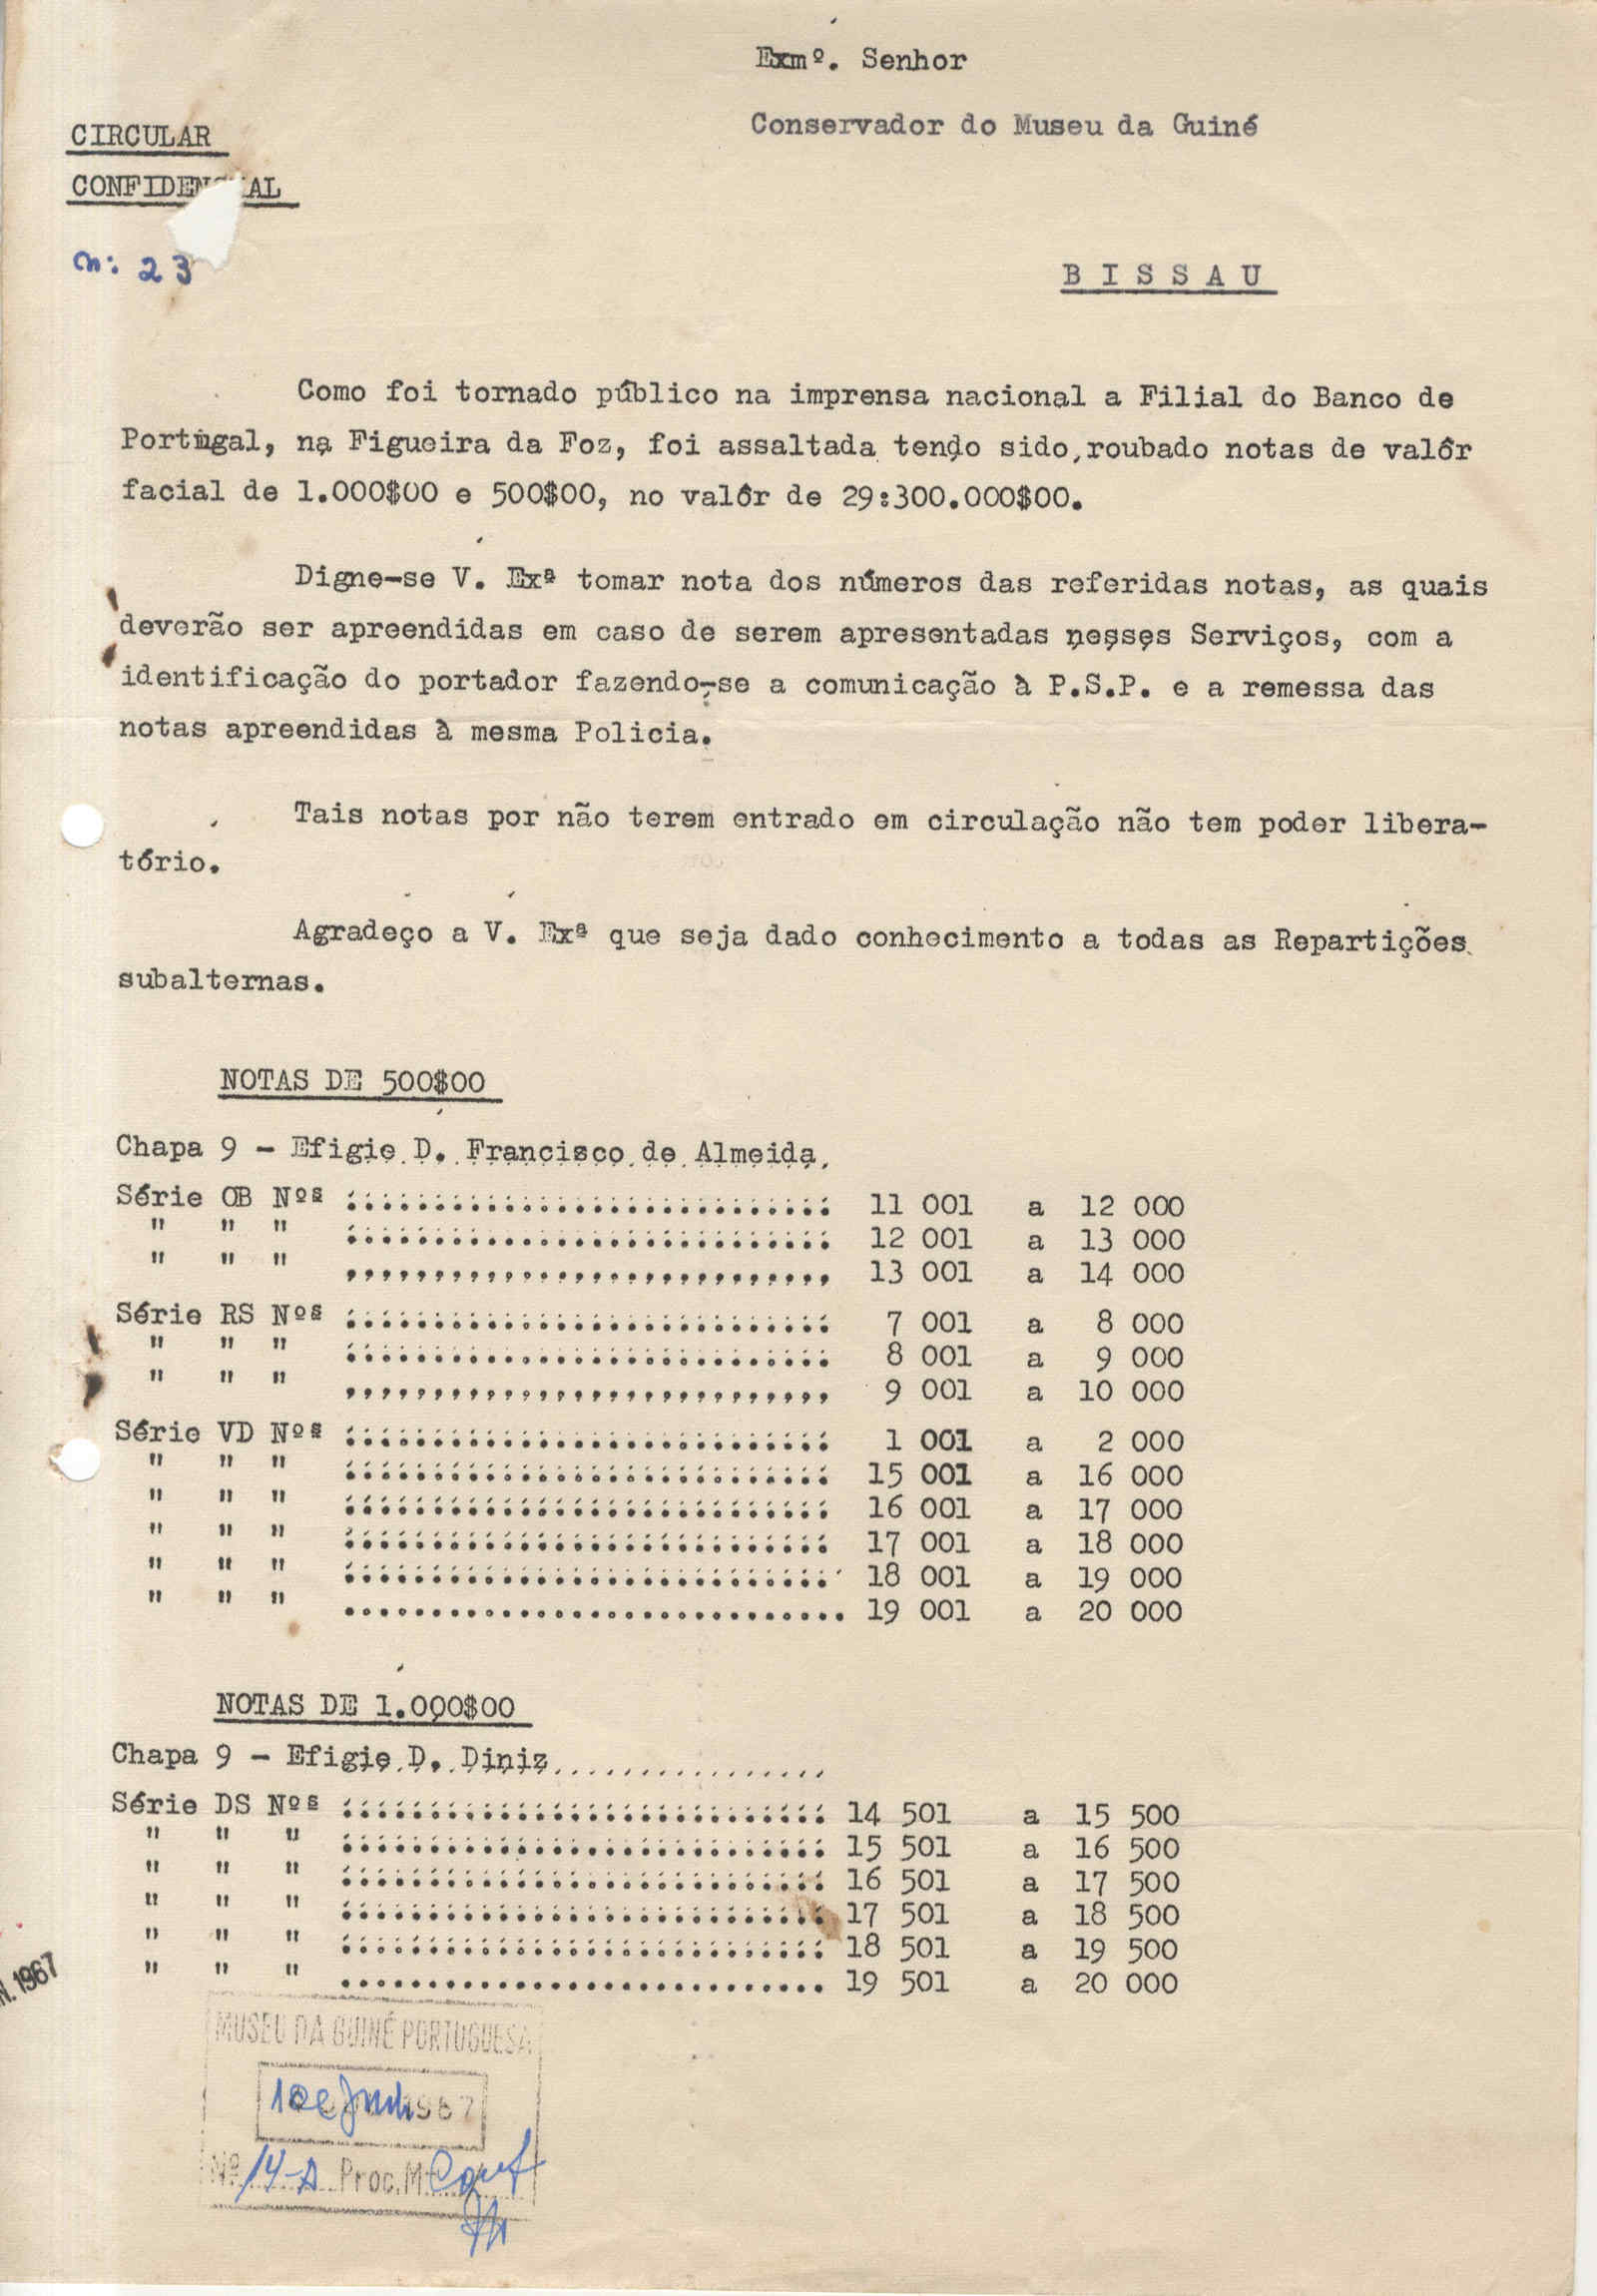 Exmº. Senhor
Conservador do Museu da Guiné
CIRCULAR
CONFIDENCIAL
nº: 23
B I S S A U
Como foi tornado público na imprensa nacional a Filial do Banco de
Portugal, na Figueira da Foz, foi assaltada tendo sido,roubado notas de valôr
facial de 1.000$00 e 500$00, no valôr de 29:300.000$00.
Digne-se V. Exª tomar nota dos números das referidas notas, as quais
deverão ser apreendidas em caso de serem apresentadas nesses Serviços, com a
identificação do portador fazendo-se a comunicação à P.S.P. e a remessa das
notas apreendidas à mesma Policia.
Tais notas por não terem entrado em circulação não tem poder libera-
tório.
Agradeço a V. Exª que seja dado conhecimento a todas as Repartições
subalternas.
NOTAS DE 500$00
Chapa 9 - Efigie D. Francisco de Almeida
Série OB Nºs ............................ 11 001 a 12 000
" " " ............................ 12 001 a 13 000
" " " ,,,,,,,,,,,,,,,,,,,,,,,,,,,, 13 001 a 14 000
Série RS Nºs ............................ 7 001 a 8 000
" " " ............................ 8 001 a 9 000
" " " ,,,,,,,,,,,,,,,,,,,,,,,,,,,, 9 001 a 10 000
Série VD Nºs ............................ 1 001 a 2 000
" " " ............................ 15 001 a 16 000
" " " ............................ 16 001 a 17 000
" " " ............................ 17 001 a 18 000
" " " ............................ 18 001 a 19 000
" " " ............................. 19 001 a 20 000
NOTAS DE 1.000$00
Chapa 9 - Efigie D. Diniz ................
Série DS Nºs ............................ 14 501 a 15 500
" " " ............................ 15 501 a 16 500
" " " ............................ 16 501 a 17 500
" " " ............................ 17 501 a 18 500
" " " ............................ 18 501 a 19 500
" " " ............................ 19 501 a 20 000
N. 1967
MUSEU DA GUINÉ PORTUGUESA
1967
Nº 14-A Proc. M Conf